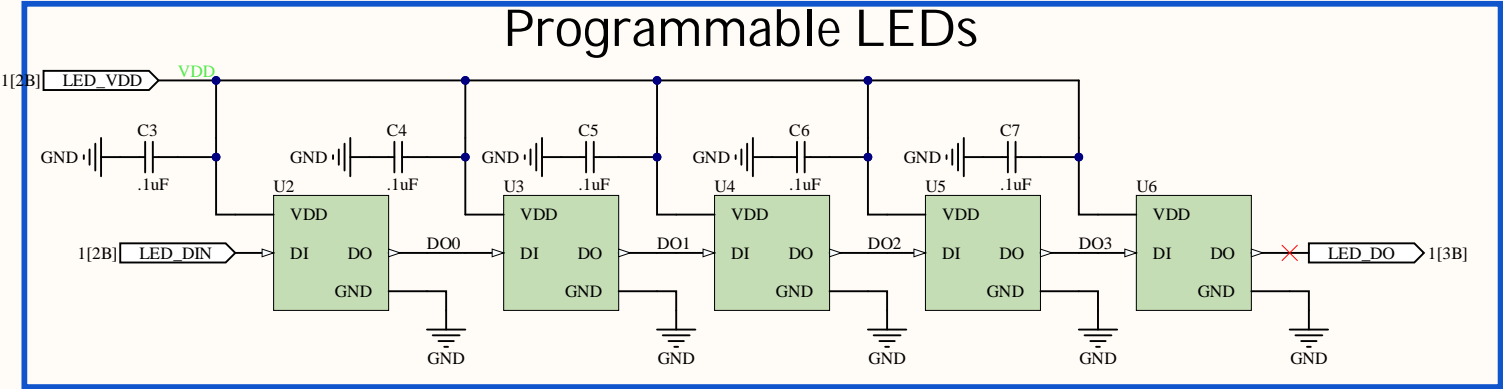 Programmable LEDs
1[2B] LED_VDD VDD
C3 C4 C5 C6 C7
GND GND GND GND GND
.1uF .1uF .1uF .1uF .1uF
U2 U3 U4 U5 U6
VDD VDD VDD VDD VDD
1[2B] LED_DIN DI DO DO0 DI DO DO1 DI DO DO2 DI DO DO3 DI DO LED_DO 1[3B]
GND GND GND GND GND
GND GND GND GND GND